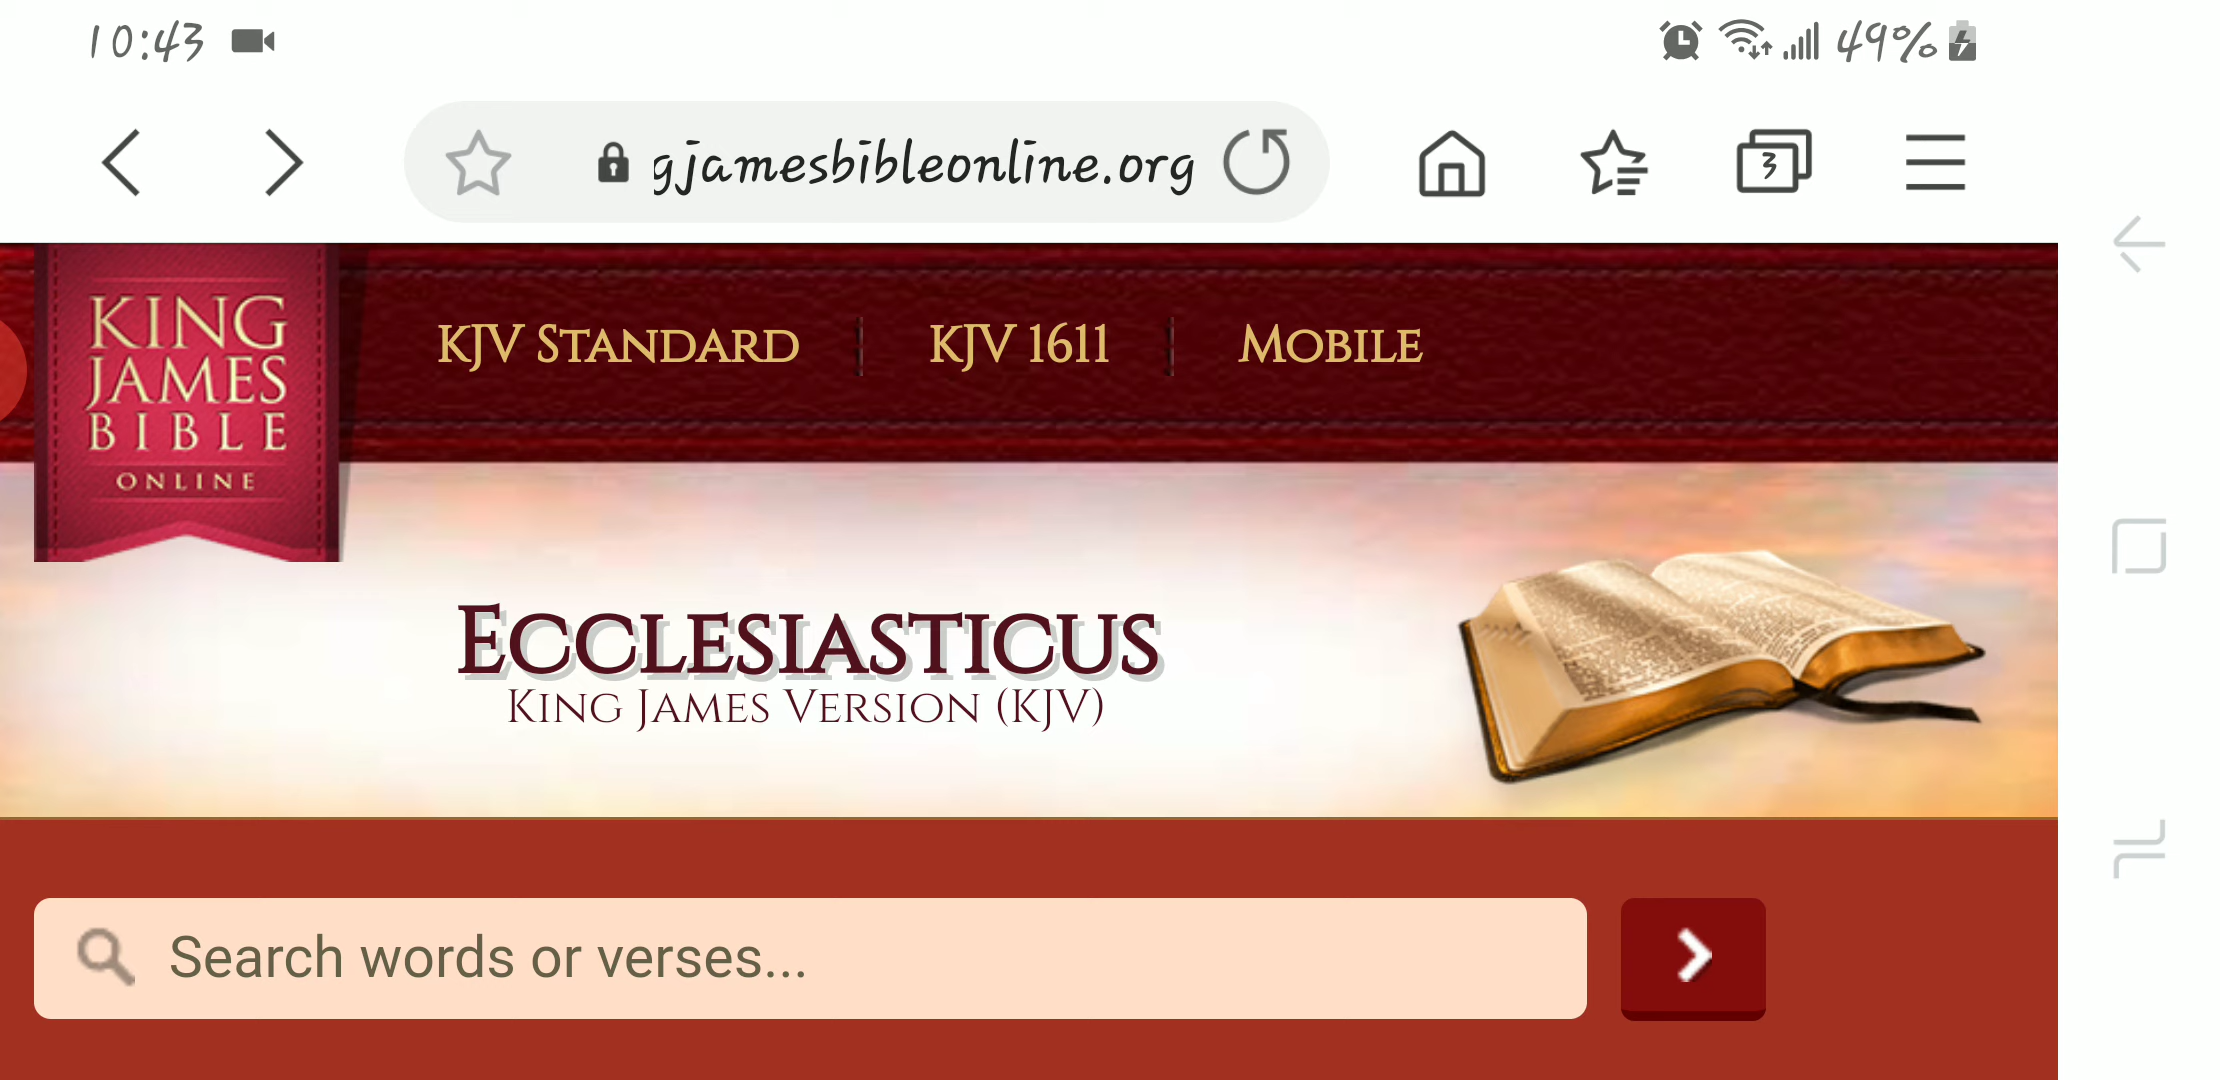 10:43 49%
gjamesbibleonline.org 3
KING
JAMES
BIBLE
ONLINE
KJV STANDARD KJV 1611 MOBILE
ECCLESIASTICUS
KING JAMES VERSION (KJV)
Search words or verses...